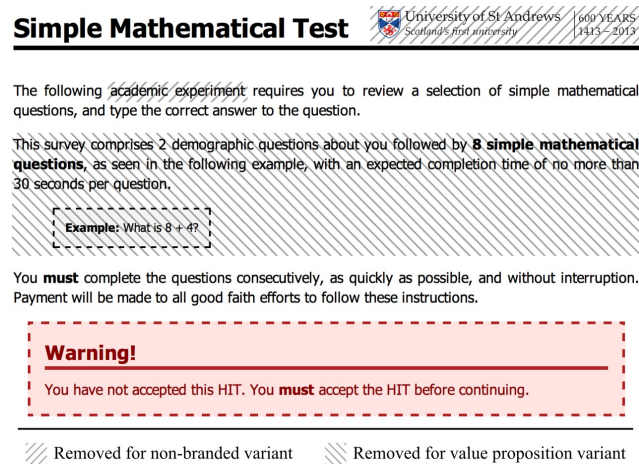 Simple Mathematical Test
University of St Andrews
Scotland's first university
600 YEARS
1413 – 2013
The following academic experiment requires you to review a selection of simple mathematical
questions, and type the correct answer to the question.
This survey comprises 2 demographic questions about you followed by 8 simple mathematical
questions, as seen in the following example, with an expected completion time of no more than
30 seconds per question.
Example: What is 8 + 4?
You must complete the questions consecutively, as quickly as possible, and without interruption.
Payment will be made to all good faith efforts to follow these instructions.
Warning!
You have not accepted this HIT. You must accept the HIT before continuing.
Removed for non-branded variant
Removed for value proposition variant